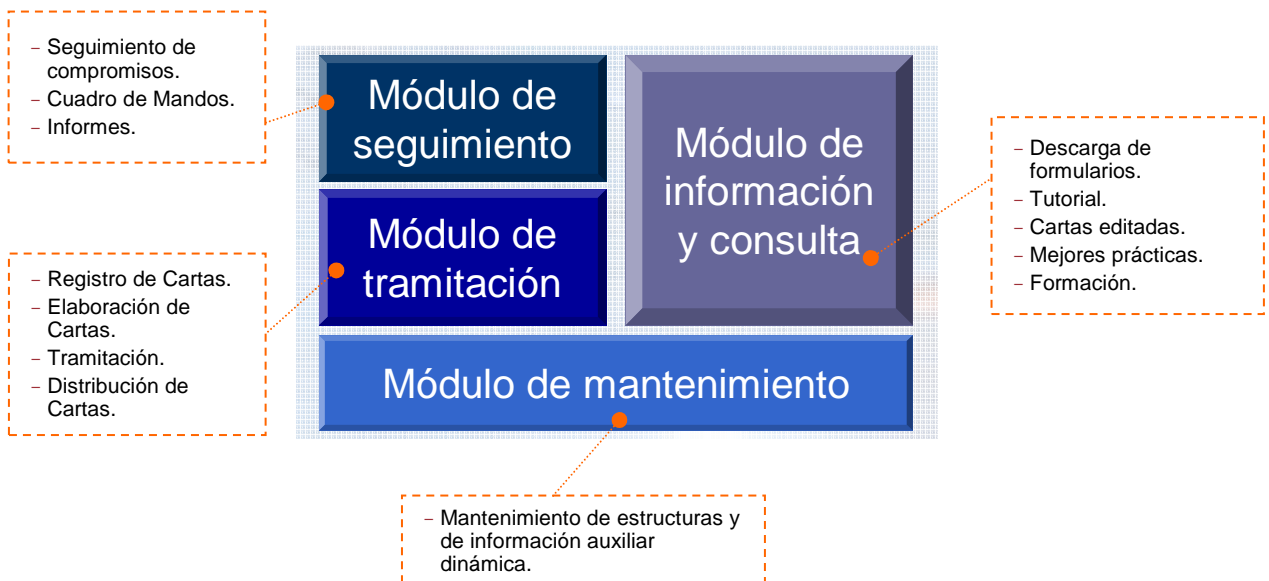 – Seguimiento de
compromisos.
– Cuadro de Mandos.
– Informes.
Módulo de
seguimiento
Módulo de
información
y consulta
– Descarga de
formularios.
– Tutorial.
– Cartas editadas.
– Mejores prácticas.
– Formación.
Módulo de
tramitación
– Registro de Cartas.
– Elaboración de
Cartas.
– Tramitación.
– Distribución de
Cartas.
Módulo de mantenimiento
– Mantenimiento de estructuras y
de información auxiliar
dinámica.